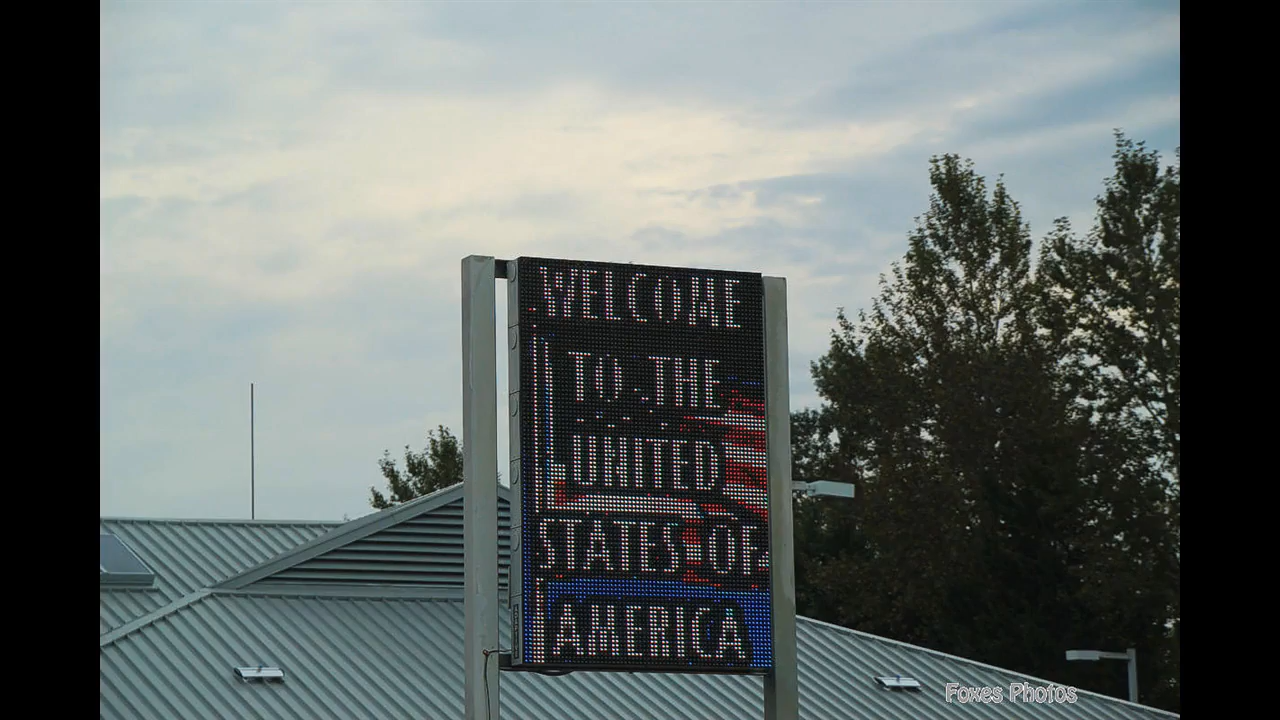 WELCOME
TO THE
UNITED
STATES OF
AMERICA
Foxes Photos